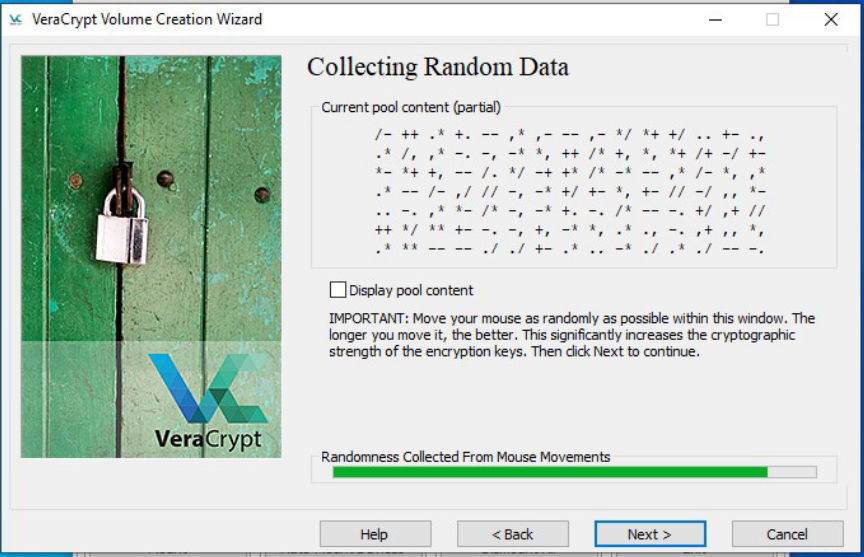 VeraCrypt Volume Creation Wizard
Collecting Random Data
Current pool content (partial)
/- ++ .* +. -- ,* ,- -- ,- */ *+ +/ .. +- .,
.* /, ,* -. -, -* *, ++ /* +, *, *+ /+ -/ +-
*- *+ +, -- /. */ -+ +* /* -* -- ,* /- *, ,*
.* -- /- ,/ // -, -* +/ +- *, +- // -/ ,, *-
.. -. ,* *- /* -, -* +. -. /* -- -. +/ ,+ //
++ */ ** +- -. -, +, -* *, .* ., -. ,+ ,, *,
.* ** -- -- ./ ./ +- .* .. -* ./ .* ./ -- -.
Display pool content
IMPORTANT: Move your mouse as randomly as possible within this window. The
longer you move it, the better. This significantly increases the cryptographic
strength of the encryption keys. Then click Next to continue.
VeraCrypt
Randomness Collected From Mouse Movements
Help
< Back
Next >
Cancel